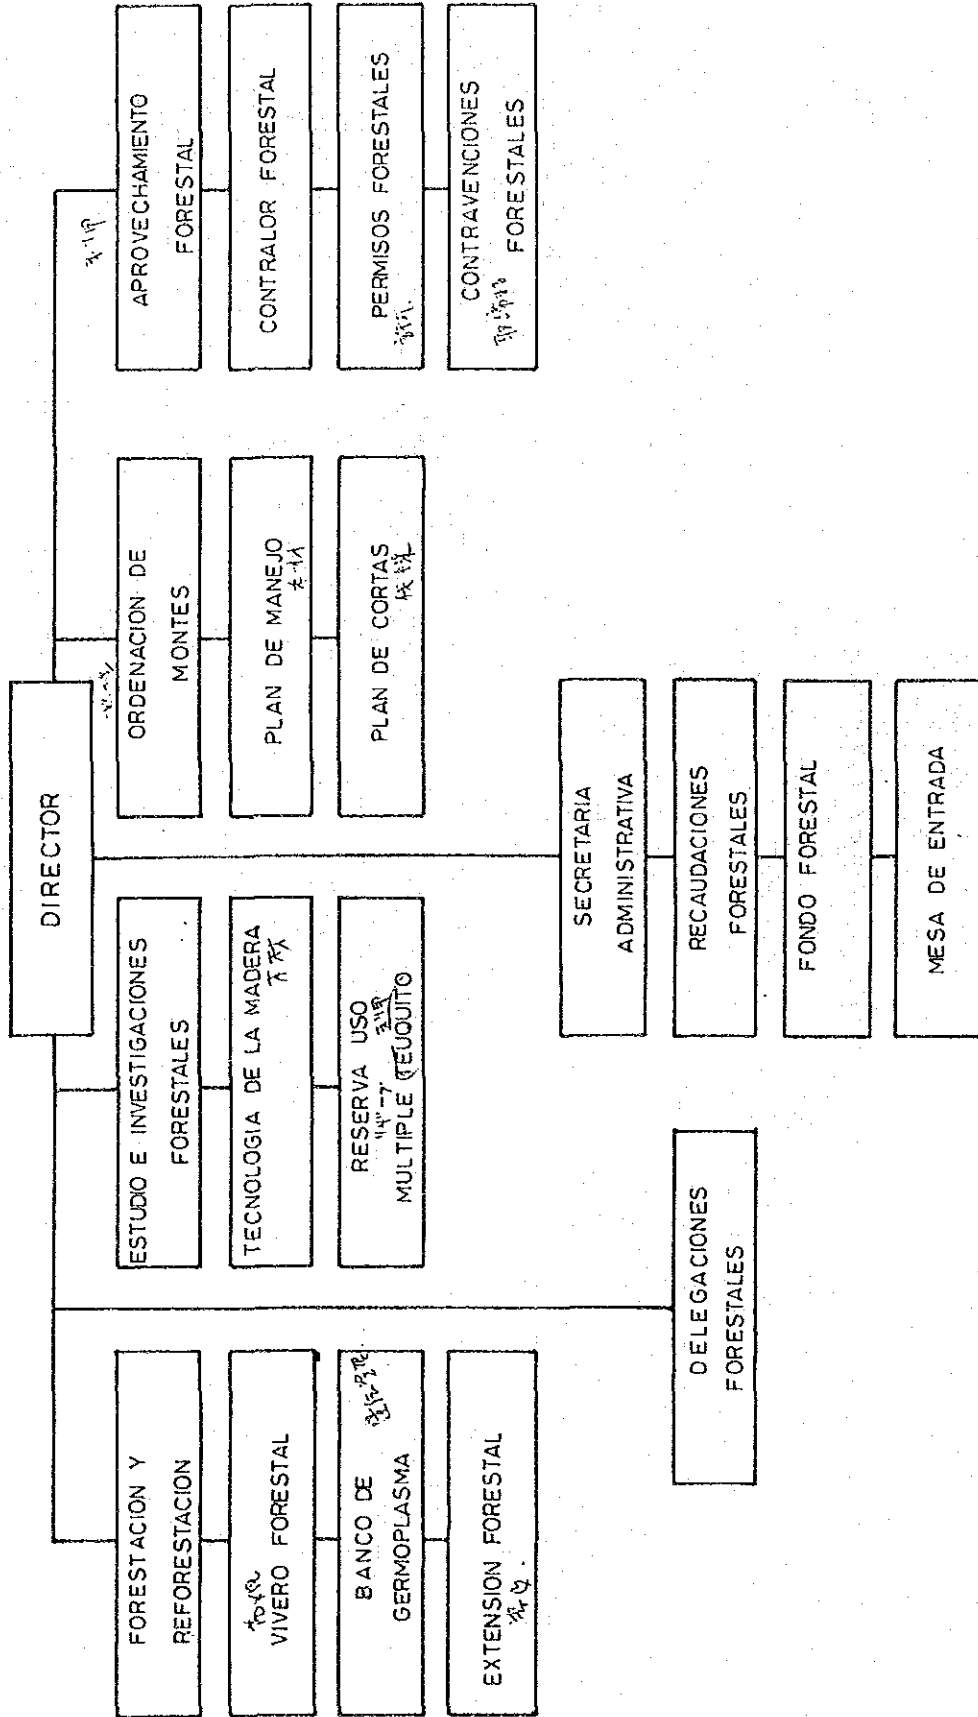 DIRECTOR
FORESTACION Y
REFORESTACION
VIVERO FORESTAL
BANCO DE
GERMOPLASMA
EXTENSION FORESTAL
ESTUDO E INVESTIGACIONES
FORESTALES
TECNOLOGIA DE LA MADERA
RESERVA USO
MULTIPLE (TEUQUITO
ORDENACION DE
MONTES
PLAN DE MANEJO
PLAN DE CORTAS
APROVECHAMIENTO
FORESTAL
CONTRALOR FORESTAL
PERMISOS FORESTALES
CONTRAVENCIONES
FORESTALES
DELEGACIONES
FORESTALES
SECRETARIA
ADMINISTRATIVA
RECAUDACIONES
FORESTALES
FONDO FORESTAL
MESA DE ENTRADA